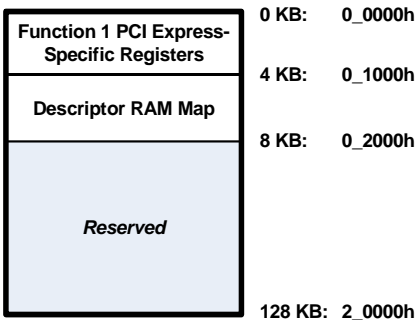 0 KB: 0_0000h
Function 1 PCI Express-
Specific Registers
4 KB: 0_1000h
Descriptor RAM Map
8 KB: 0_2000h
Reserved
128 KB: 2_0000h